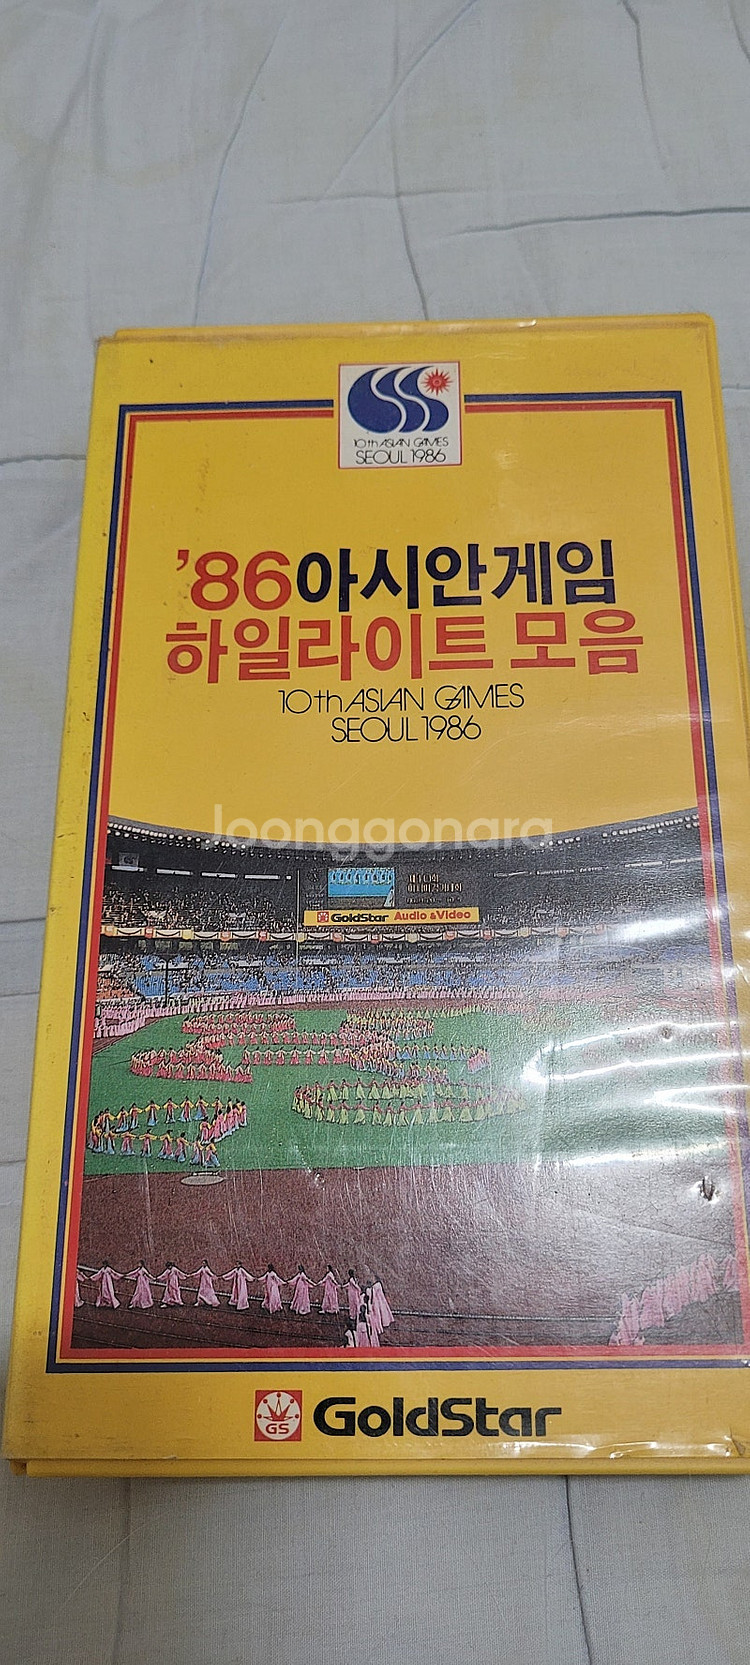 10th ASIAN GAMES
SEOUL 1986
'86아시안게임
하일라이트 모음
10th ASIAN GAMES
SEOUL 1986
Joonggonara
GoldStar Audio & Video
GS GoldStar